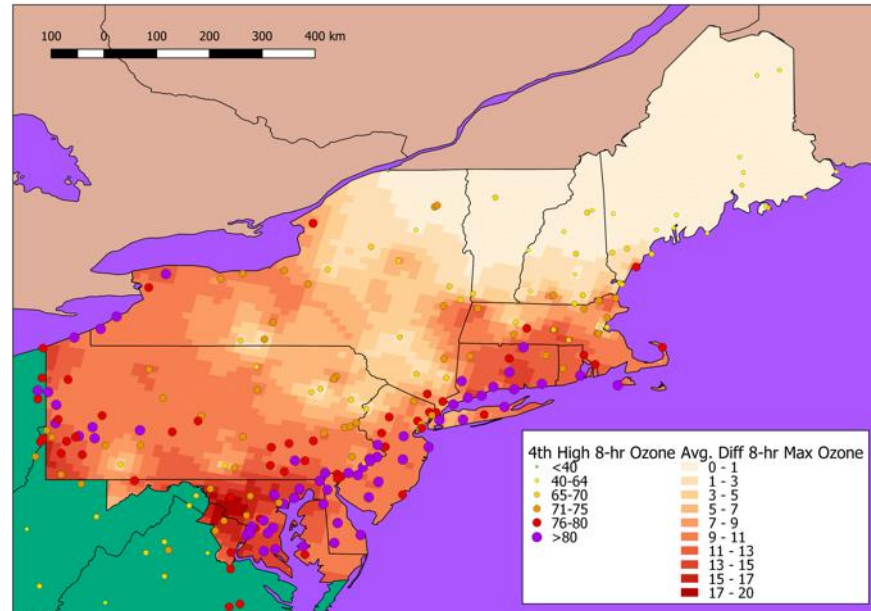 100 0 100 200 300 400 km
4th High 8-hr Ozone
<40
40-64
65-70
71-75
76-80
>80
Avg. Diff 8-hr Max Ozone
0 - 1
1 - 3
3 - 5
5 - 7
7 - 9
9 - 11
11 - 13
13 - 15
15 - 17
17 - 20